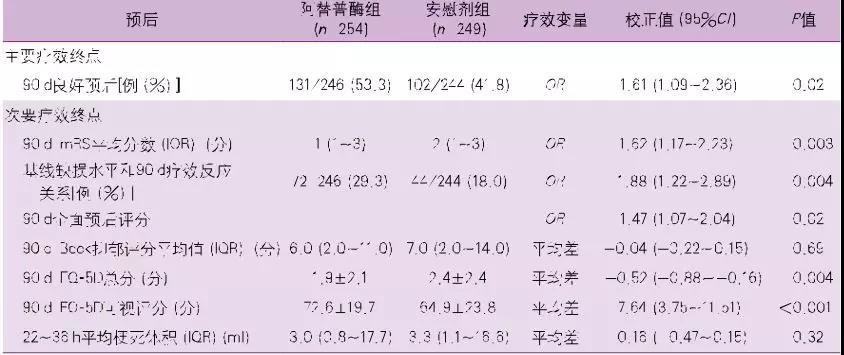 预后 阿替普酶组 (n 254) 安慰剂组 (n 249) 疗效变量 校正值 (95%CI) P值
主要疗效终点
90 d良好预后[例 (%)] 131/246 (53.3) 102/244 (41.8) OR 1.61 (1.09~2.36) 0.02
次要疗效终点
90 d mRS平均分数 (IQR) (分) 1 (1~3) 2 (1~3) OR 1.62 (1.17~2.23) 0.003
基线缺损水平和90 d疗效反应
关系[例 (%)] 72 246 (29.3) 44/244 (18.0) OR 1.88 (1.22~2.89) 0.004
90 d全面预后评分 OR 1.47 (1.07~2.04) 0.02
90 d Beck抑郁评分平均值 (IQR) (分) 6.0 (2.0~11.0) 7.0 (2.0~14.0) 平均差 −0.04 (−0.22~0.15) 0.69
90 d EQ-5D总分 (分) 1.9±2.1 2.4±2.4 平均差 −0.52 (−0.88~−0.16) 0.004
90 d EQ-5D可视评分 (分) 72.6±19.7 64.9±23.8 平均差 7.64 (3.75~11.51) <0.001
22~36 h平均梗死体积 (IQR) (ml) 3.0 (0.8~17.7) 3.3 (1.1~16.6) 平均差 0.16 (−0.47~0.15) 0.32